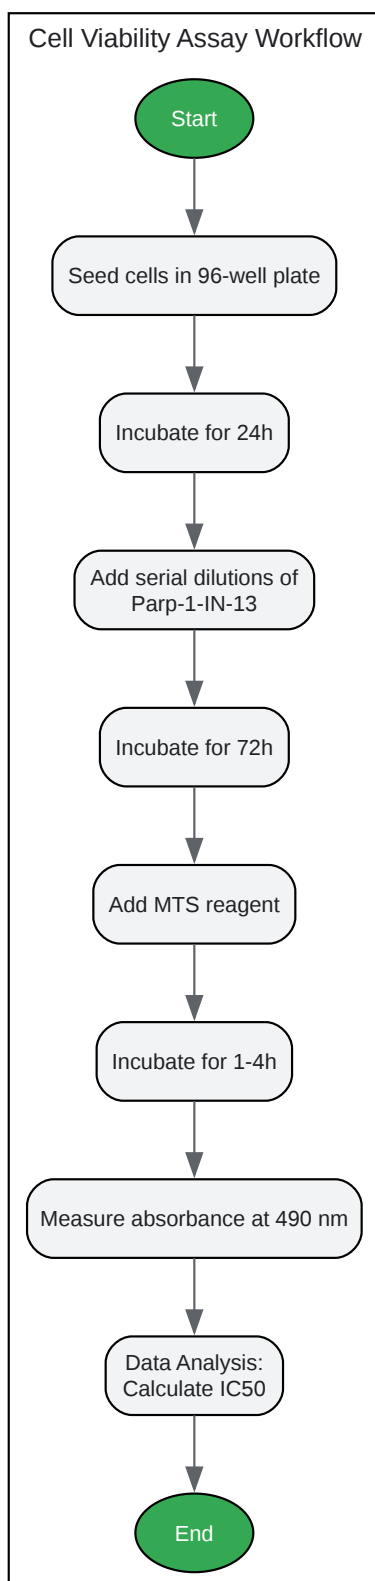 Cell Viability Assay Workflow
Start
Seed cells in 96-well plate
Incubate for 24h
Add serial dilutions of
Parp-1-IN-13
Incubate for 72h
Add MTS reagent
Incubate for 1-4h
Measure absorbance at 490 nm
Data Analysis:
Calculate IC50
End